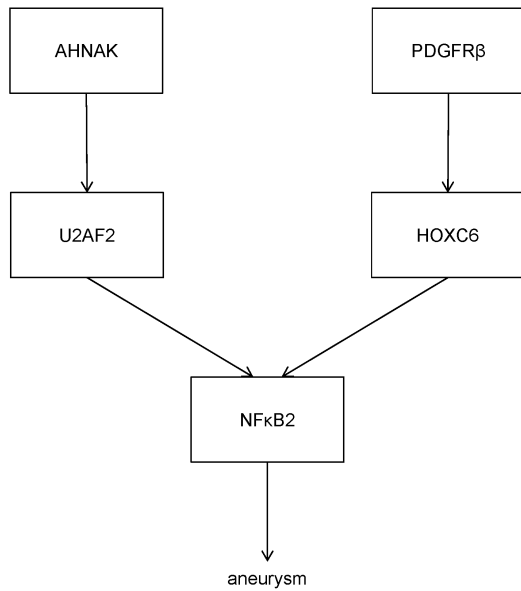 AHNAK
PDGFRβ
U2AF2
HOXC6
NFκB2
aneurysm